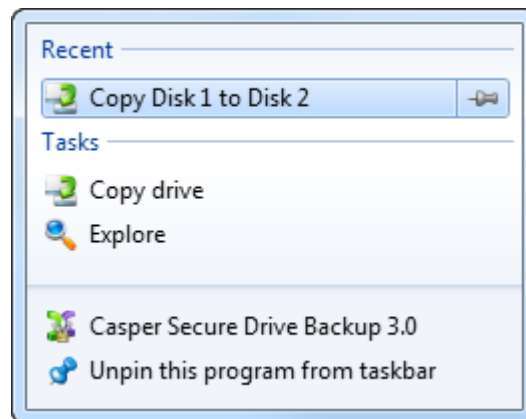 Recent
Copy Disk 1 to Disk 2
Tasks
Copy drive
Explore
Casper Secure Drive Backup 3.0
Unpin this program from taskbar